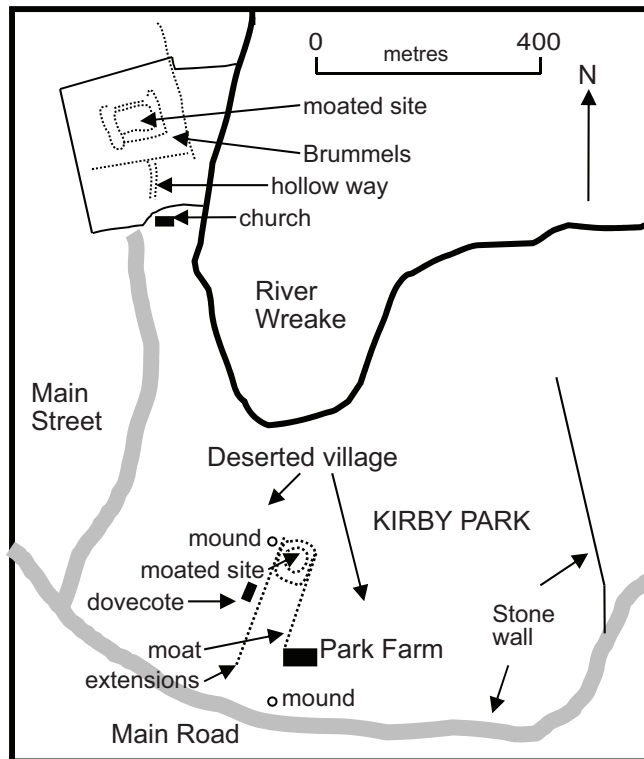 0
400
metres
N
moated site
Brummels
hollow way
church
River
Wreake
Main
Street
Deserted village
KIRBY PARK
mound
moated site
dovecote
Stone
wall
moat
extensions
Park Farm
mound
Main Road